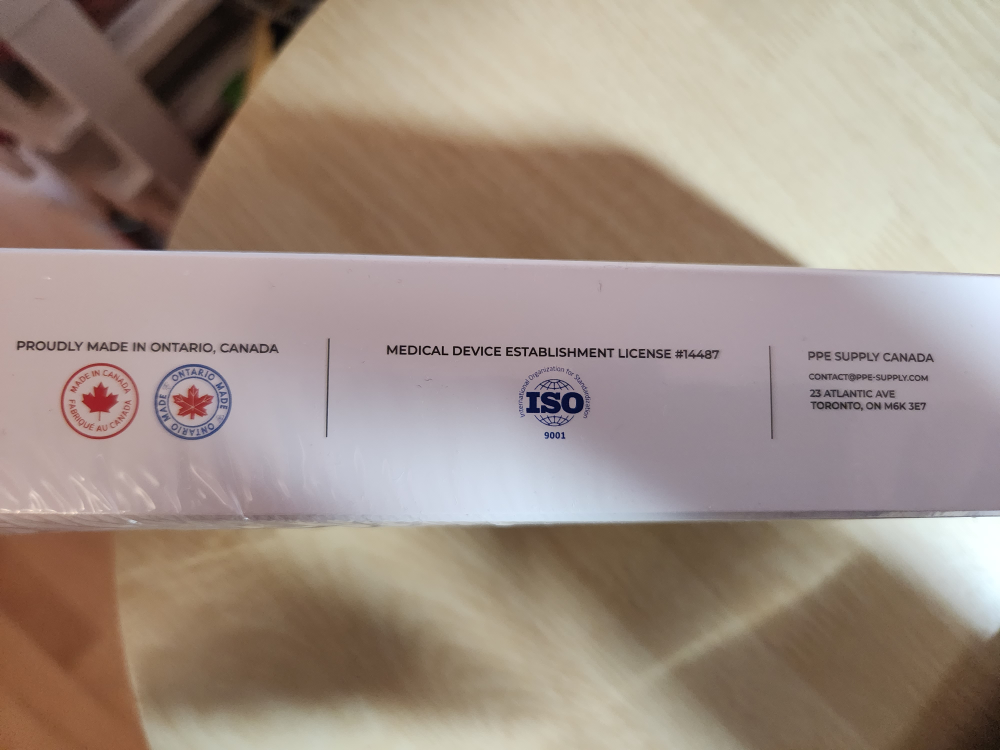 PROUDLY MADE IN ONTARIO, CANADA
MADE IN CANADA
FABRIQUÉ AU CANADA
ONTARIO MADE
ONTARIO MADE
MEDICAL DEVICE ESTABLISHMENT LICENSE #14487
International Organization for Standardization
ISO
9001
PPE SUPPLY CANADA
CONTACT@PPE-SUPPLY.COM
23 ATLANTIC AVE
TORONTO, ON M6K 3E7